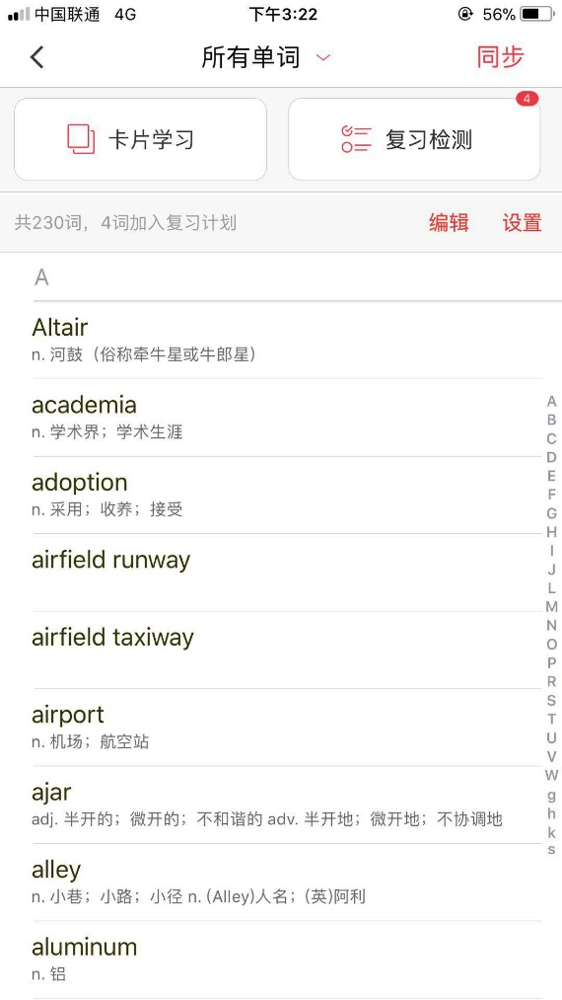 中国联通 4G 下午3:22 56%
所有单词 同步
4
卡片学习 复习检测
共230词，4词加入复习计划 编辑 设置
A
Altair
n. 河鼓（俗称牵牛星或牛郎星）
academia
n. 学术界；学术生涯
adoption
n. 采用；收养；接受
airfield runway
airfield taxiway
airport
n. 机场；航空站
ajar
adj. 半开的；微开的；不和谐的 adv. 半开地；微开地；不协调地
alley
n. 小巷；小路；小径 n. (Alley)人名；(英)阿利
aluminum
n. 铝
A
B
C
D
E
F
G
H
I
J
L
M
N
O
P
R
S
T
U
V
W
g
h
k
s